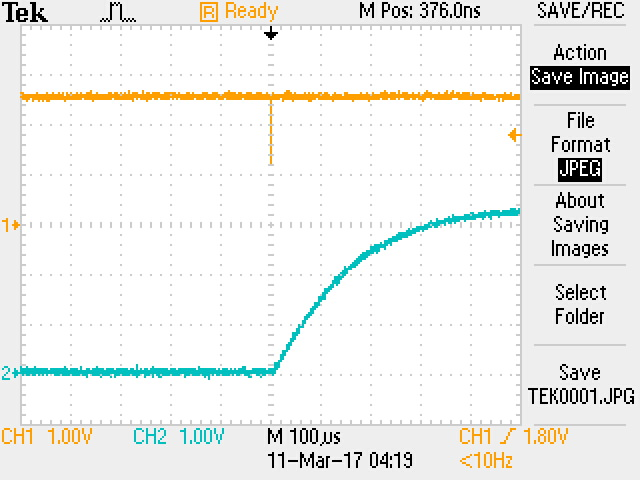 Tek R Ready M Pos: 376.0ns SAVE/REC
Action
Save Image
File
Format
JPEG
About
Saving
Images
Select
Folder
Save
TEK0001.JPG
1
2
CH1 1.00V CH2 1.00V M 100µs CH1 1.80V
11-Mar-17 04:19 <10Hz